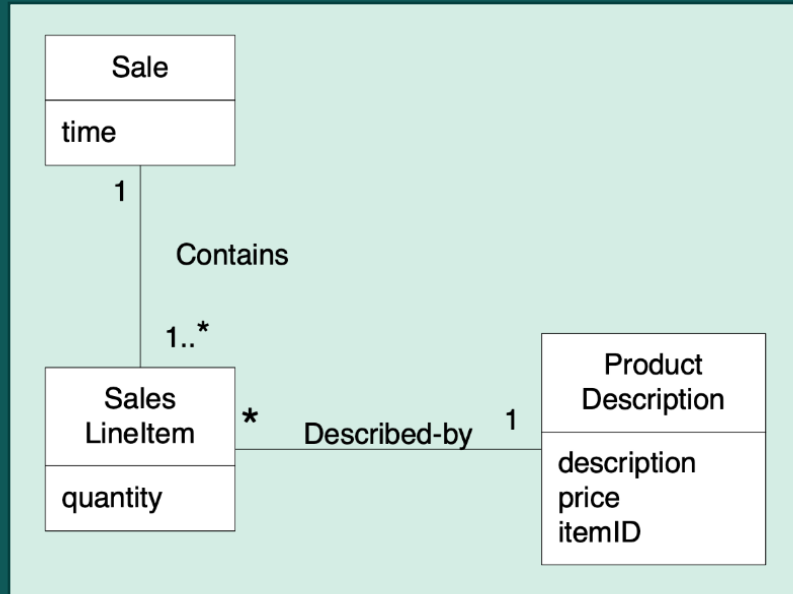 Sale
time
1
Contains
1..*
Sales
LineItem
quantity
*
Described-by
1
Product
Description
description
price
itemID